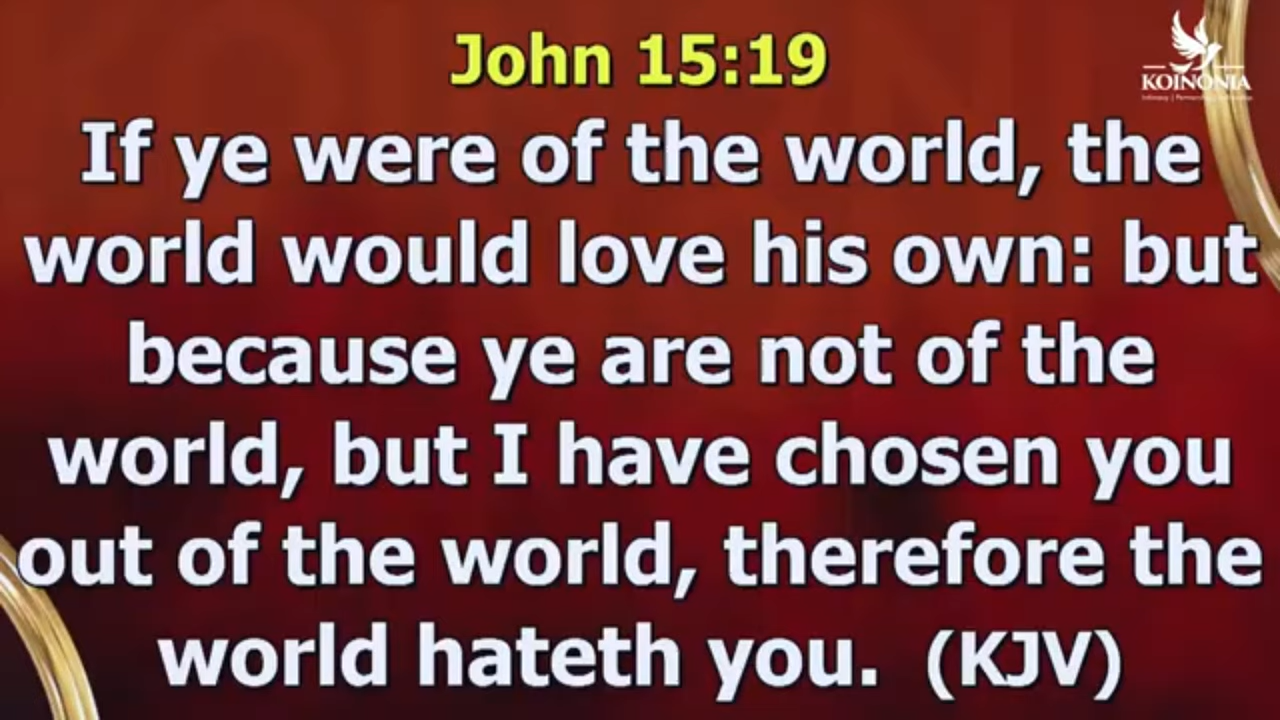 John 15:19
KOINONIA
If ye were of the world, the
world would love his own: but
because ye are not of the
world, but I have chosen you
out of the world, therefore the
world hateth you. (KJV)